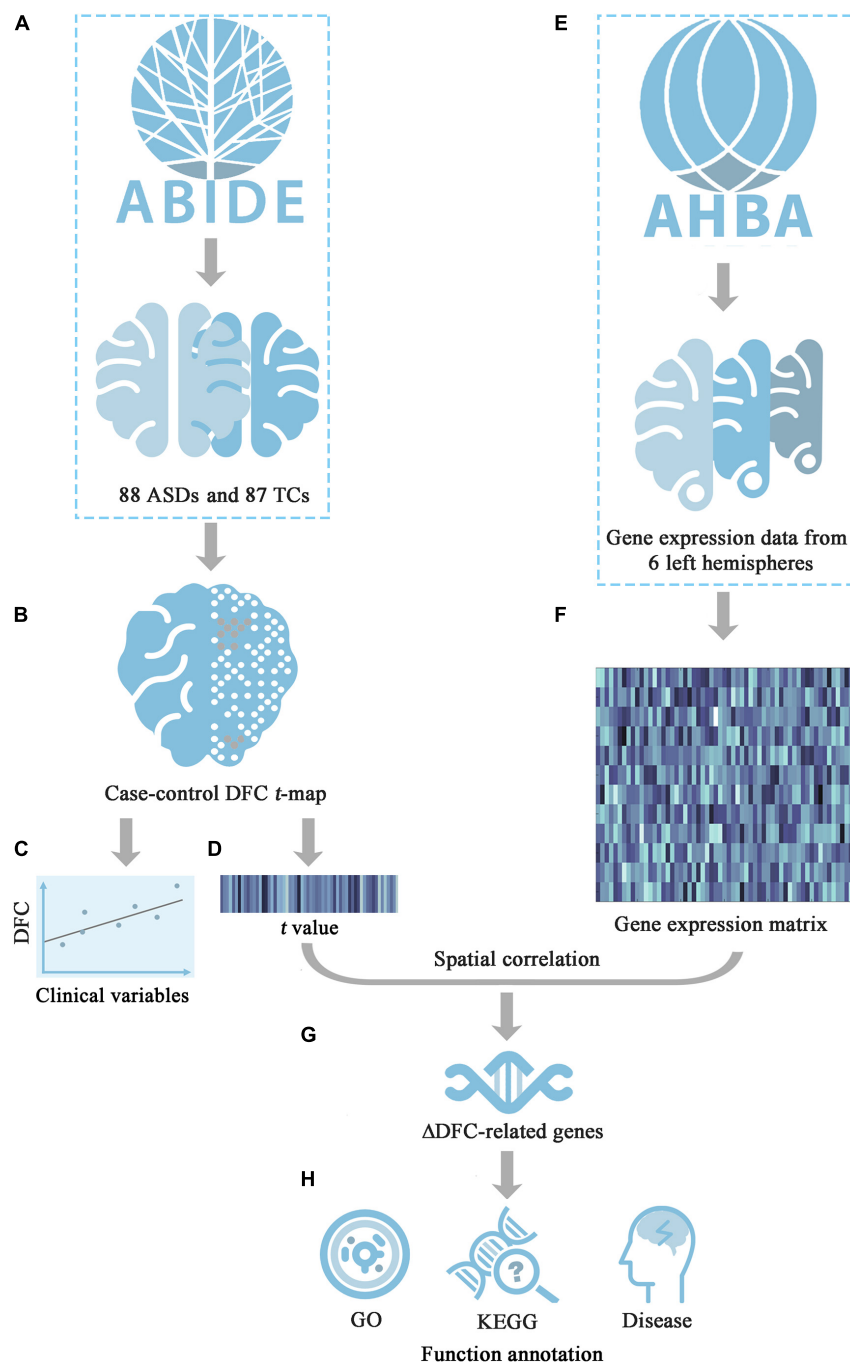 A
ABIDE
88 ASDs and 87 TCs
B
Case-control DFC t-map
C
DFC
Clinical variables
D
t value
E
AHBA
Gene expression data from
6 left hemispheres
F
Gene expression matrix
Spatial correlation
G
ΔDFC-related genes
H
?
GO
KEGG
Disease
Function annotation